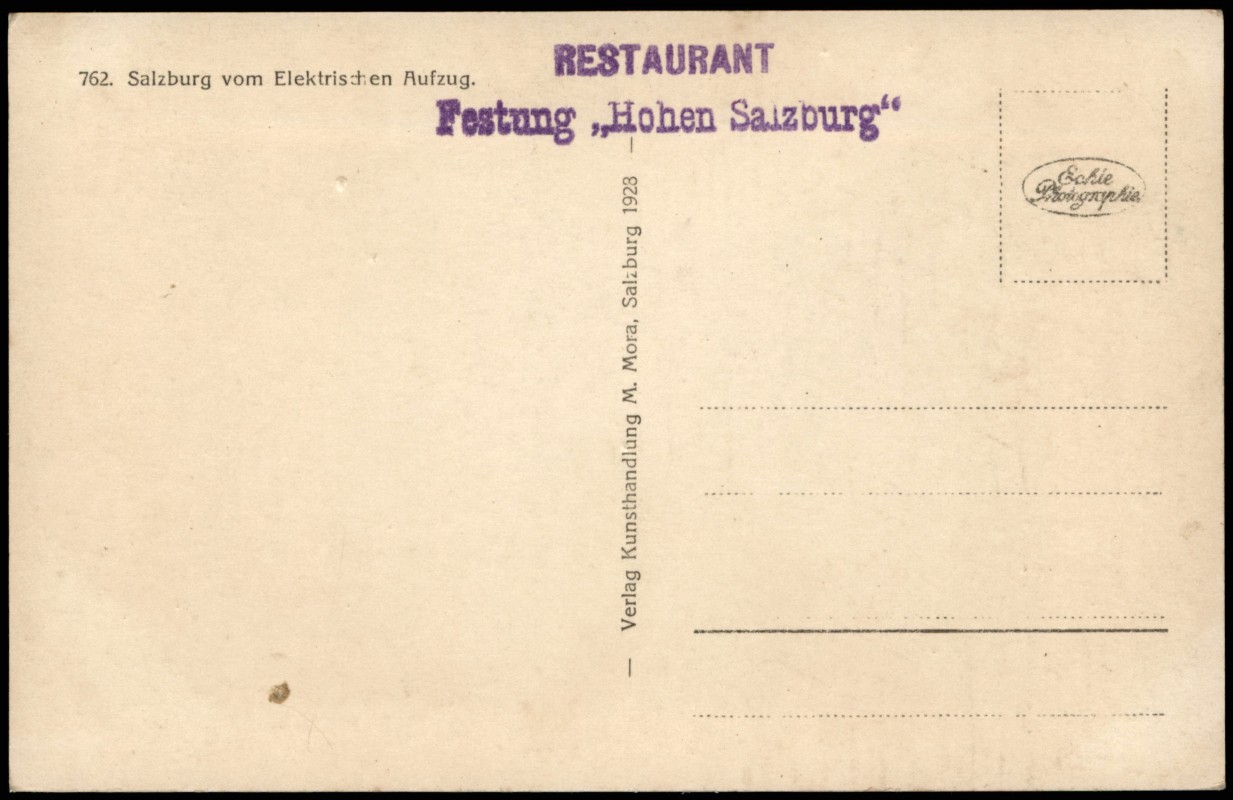 RESTAURANT
Festung „Hohen Salzburg“
762. Salzburg vom Elektrischen Aufzug.
— Verlag Kunsthandlung M. Mora, Salzburg 1928 —
Echte
Photographie